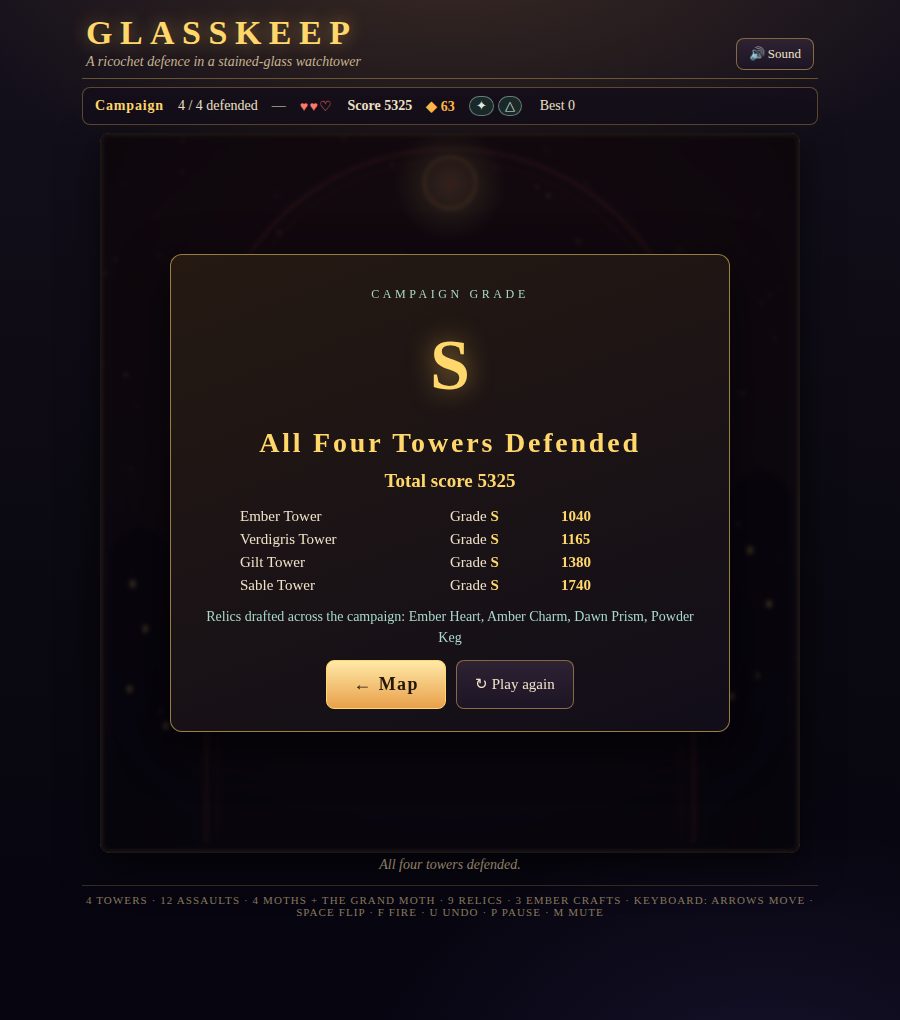 GLASSKEEP
A ricochet defence in a stained-glass watchtower
🔊 Sound
Campaign 4 / 4 defended — ♥♥♡ Score 5325 ◆ 63 ✦ △ Best 0
CAMPAIGN GRADE
S
All Four Towers Defended
Total score 5325
Ember Tower Grade S 1040
Verdigris Tower Grade S 1165
Gilt Tower Grade S 1380
Sable Tower Grade S 1740
Relics drafted across the campaign: Ember Heart, Amber Charm, Dawn Prism, Powder
Keg
← Map ↻ Play again
All four towers defended.
4 TOWERS · 12 ASSAULTS · 4 MOTHS + THE GRAND MOTH · 9 RELICS · 3 EMBER CRAFTS · KEYBOARD: ARROWS MOVE ·
SPACE FLIP · F FIRE · U UNDO · P PAUSE · M MUTE